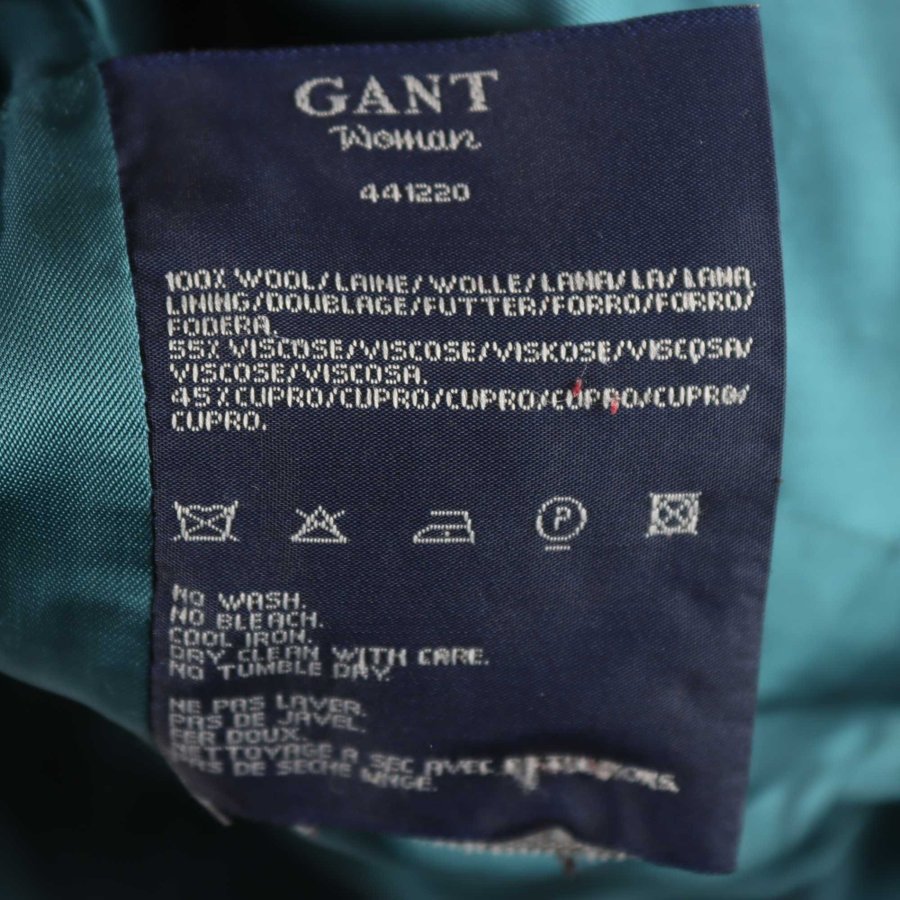 GANT
Woman
441220
100% WOOL/LAINE/WOLLE/LANA/LA/LANA.
LINING/DOUBLAGE/FUTTER/FORRO/FORRO/
FODERA.
55% VISCOSE/VISCOSE/VISKOSE/VISCOSA/
VISCOSE/VISCOSA.
45%CUPRO/CUPRO/CUPRO/CUPRO/CUPRO/
CUPRO.
P
NO WASH.
NO BLEACH.
COOL IRON.
DRY CLEAN WITH CARE.
NO TUMBLE DRY.
NE PAS LAVER.
PAS DE JAVEL.
FER DOUX.
NETTOYAGE A SEC AVEC
PAS DE SECHE LINGE.